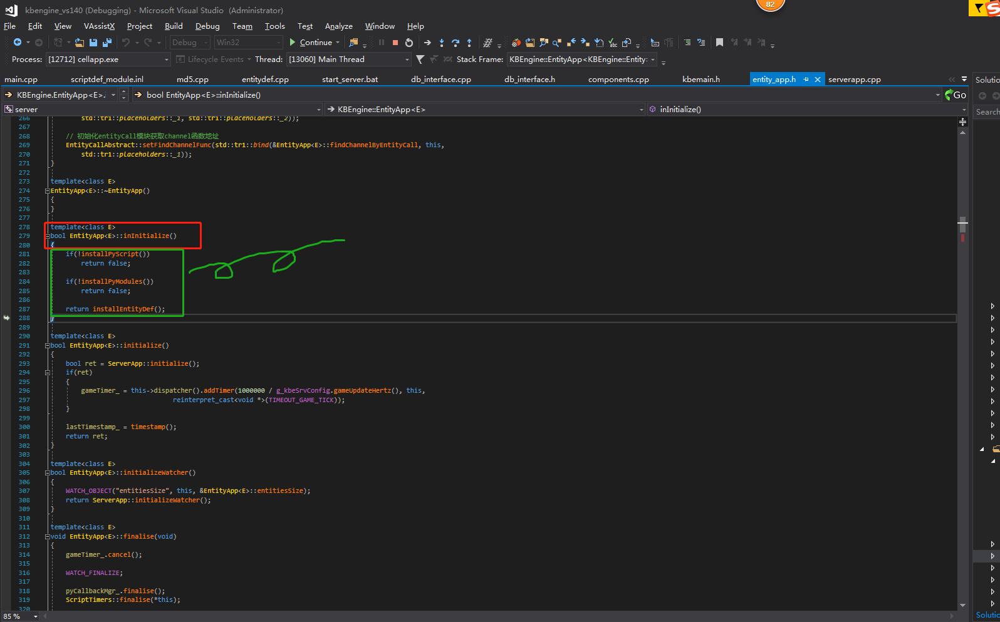 82
kbengine_vs140 (Debugging) - Microsoft Visual Studio (Administrator)
File Edit View VAssistX Project Build Debug Team Tools Test Analyze Window Help
Debug Win32 Continue
Process: [12712] cellapp.exe Lifecycle Events Thread: [13060] Main Thread Stack Frame: KBEngine::EntityApp<KBEngine::Entity:
main.cpp scriptdef_module.inl md5.cpp entitydef.cpp start_server.bat db_interface.cpp db_interface.h components.cpp kbemain.h entity_app.h serverapp.cpp
Solutio
KBEngine.EntityApp<E>. bool EntityApp<E>::inInitialize() Go
server KBEngine::EntityApp<E> inInitialize()
Search
266 std::tr1::placeholders::_1, std::tr1::placeholders::_2));
267
268 // 初始化entityCall模块获取channel函数地址
269 EntityCallAbstract::setFindChannelFunc(std::tr1::bind(&EntityApp<E>::findChannelByEntityCall, this,
270 std::tr1::placeholders::_1));
271 }
272
273 template<class E>
274 EntityApp<E>::~EntityApp()
275 {
276 }
277
278 template<class E>
279 bool EntityApp<E>::inInitialize()
280 {
281 if(!installPyScript())
282 return false;
283
284 if(!installPyModules())
285 return false;
286
287 return installEntityDef();
288 }
289
290 template<class E>
291 bool EntityApp<E>::initialize()
292 {
293 bool ret = ServerApp::initialize();
294 if(ret)
295 {
296 gameTimer_ = this->dispatcher().addTimer(1000000 / g_kbeSrvConfig.gameUpdateHertz(), this,
297 reinterpret_cast<void *>(TIMEOUT_GAME_TICK));
298 }
299
300 lastTimestamp_ = timestamp();
301 return ret;
302 }
303
304 template<class E>
305 bool EntityApp<E>::initializeWatcher()
306 {
307 WATCH_OBJECT("entitiesSize", this, &EntityApp<E>::entitiesSize);
308 return ServerApp::initializeWatcher();
309 }
310
311 template<class E>
312 void EntityApp<E>::finalise(void)
313 {
314 gameTimer_.cancel();
315
316 WATCH_FINALIZE;
317
318 pyCallbackMgr_.finalise();
319 ScriptTimers::finalise(*this);
320
85 %
Solutio